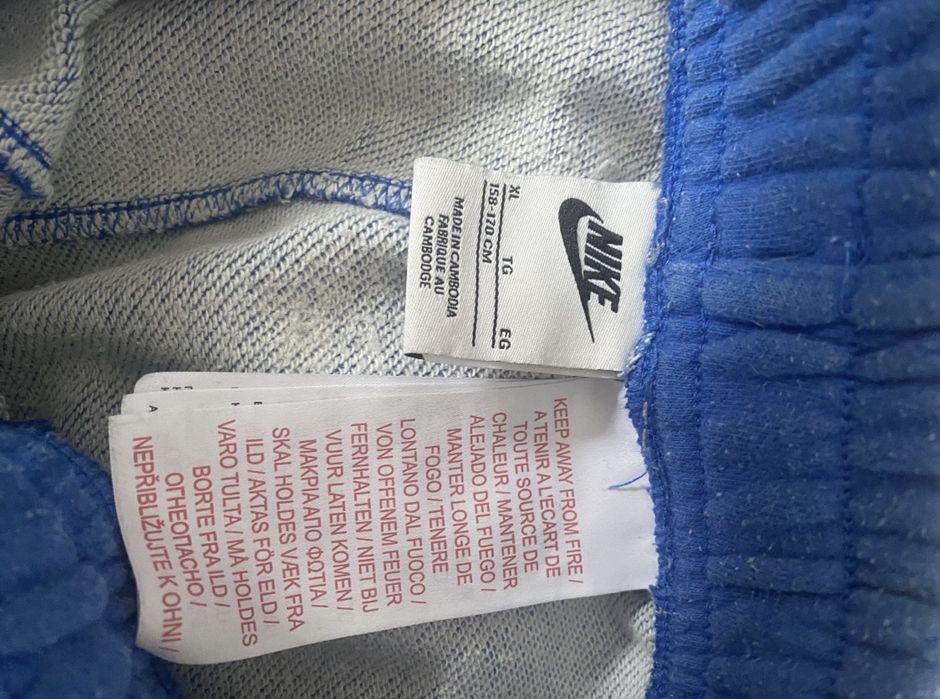 NIKE
XL TG EG
158-170 CM
MADE IN CAMBODIA
FABRIQUE AU
CAMBODGE
KEEP AWAY FROM FIRE /
A TENIR A L'ECART DE
TOUTE SOURCE DE
CHALEUR / MANTENER
ALEJADO DEL FUEGO /
MANTER LONGE DE
FOGO / TENERE
LONTANO DAL FUOCO /
VON OFFENEM FEUER
FERNHALTEN / NIET BIJ
VUUR LATEN KOMEN /
ΜΑΚΡΙΑ ΑΠΟ ΦΩΤΙΑ /
SKAL HOLDES VÆK FRA
ILD / AKTAS FÖR ELD /
VARO TULTA / MÅ HOLDES
BORTE FRA ILD /
ОГНЕОПАСНО /
NEPŘIBLIŽUJTE K OHNI /